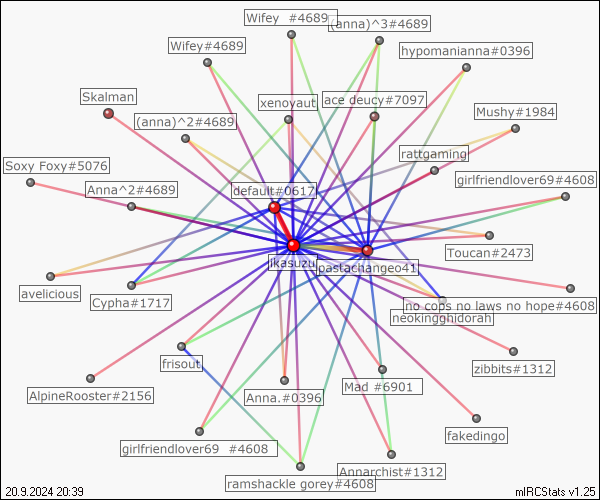 Wifey  #4689
(anna)^3#4689
Wifey#4689
hypomanianna#0396
Skalman
xenoyaut
ace deucy#7097
Mushy#1984
(anna)^2#4689
rattgaming
Soxy Foxy#5076
girlfriendlover69#4608
Anna^2#4689
default#0617
Toucan#2473
ikasuzu
pastachangeo41
avelicious
Cypha#1717
no cops no laws no hope#4608
neokingghidorah
frisout
zibbits#1312
AlpineRooster#2156
Anna.#0396
Mad #6901
girlfriendlover69  #4608
fakedingo
Annarchist#1312
ramshackle gorey#4608
20.9.2024 20:39
mIRCStats v1.25